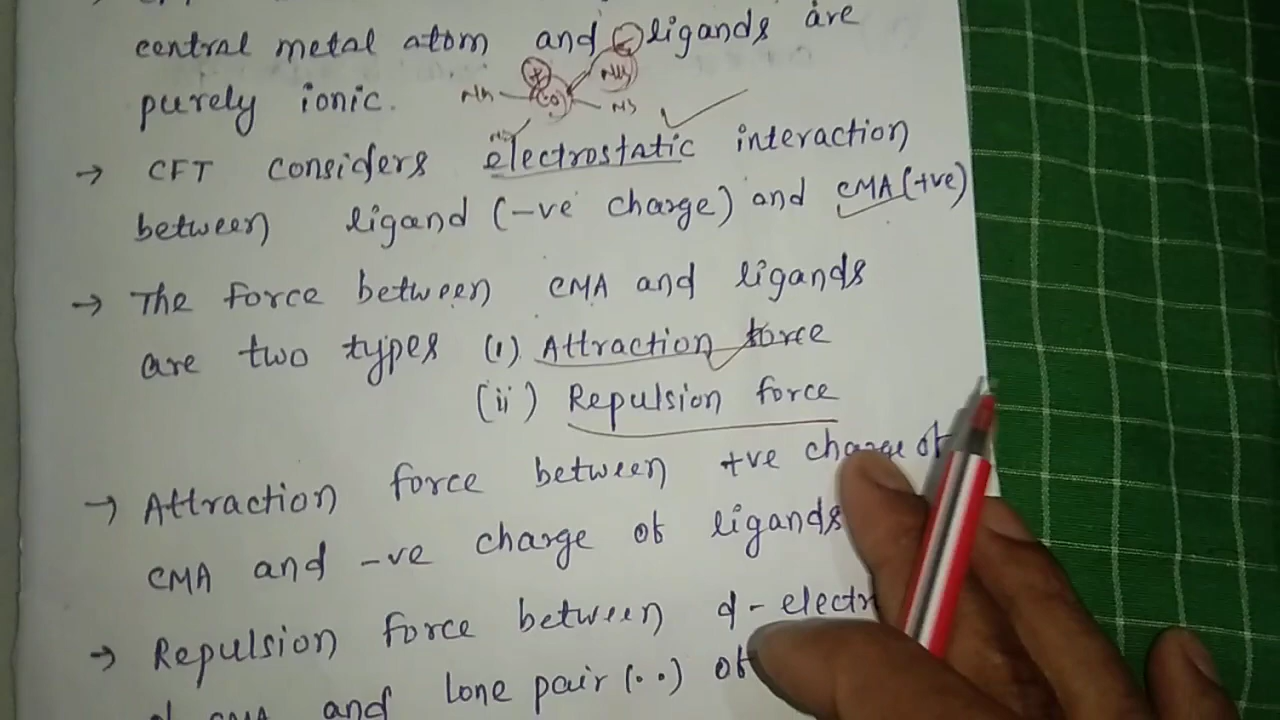 central metal atom and (-) ligands are
purely ionic.
→ CFT considers electrostatic interaction
between ligand (-ve charge) and CMA (+ve)
→ The force between CMA and ligands
are two types (i) Attraction force
(ii) Repulsion force
→ Attraction force between +ve charge of
CMA and -ve charge of ligands
→ Repulsion force between d-electr
CMA and lone pair (..) of